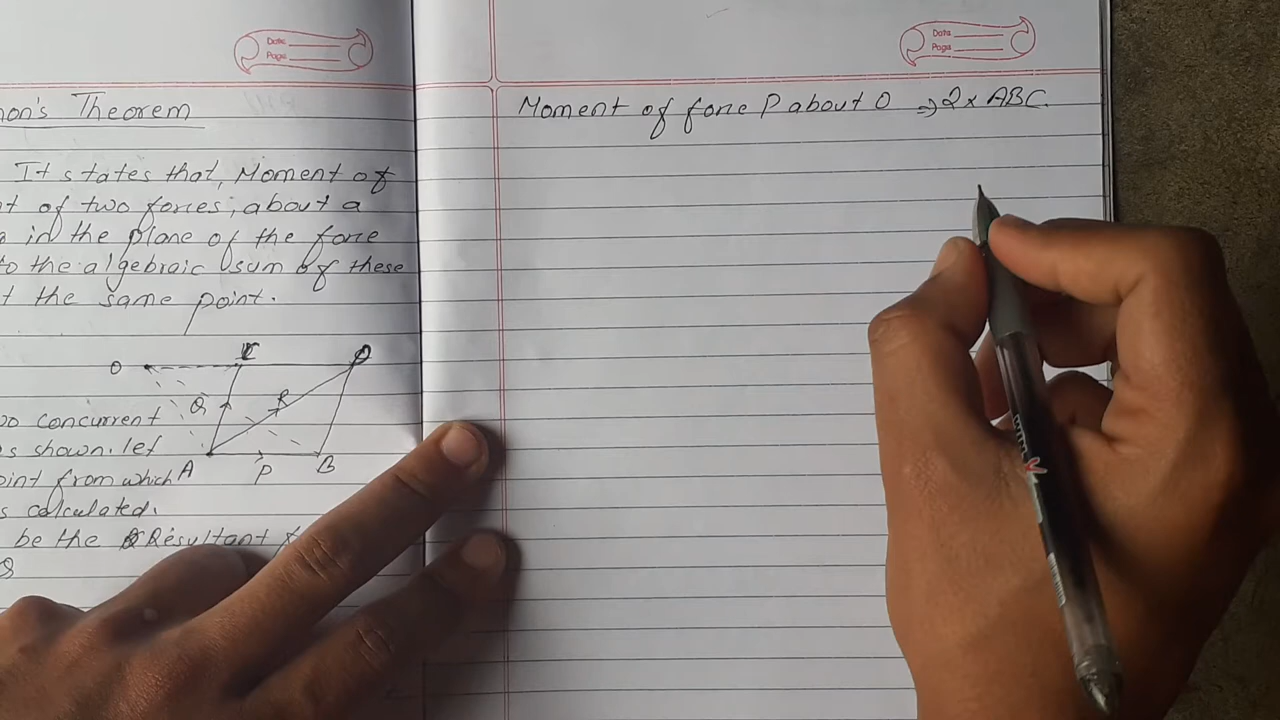 Date
Page
non's Theorem
It states that, Moment of
t of two forces, about a
in the plane of the force
to the algebraic sum of these
t the same point.
O C D
Q R
A P B
oo concurrent
s shown. let
oint from which
s calculated.
be the Resultant
Date
Page
Moment of force P about O ⇒ 2 × ABC